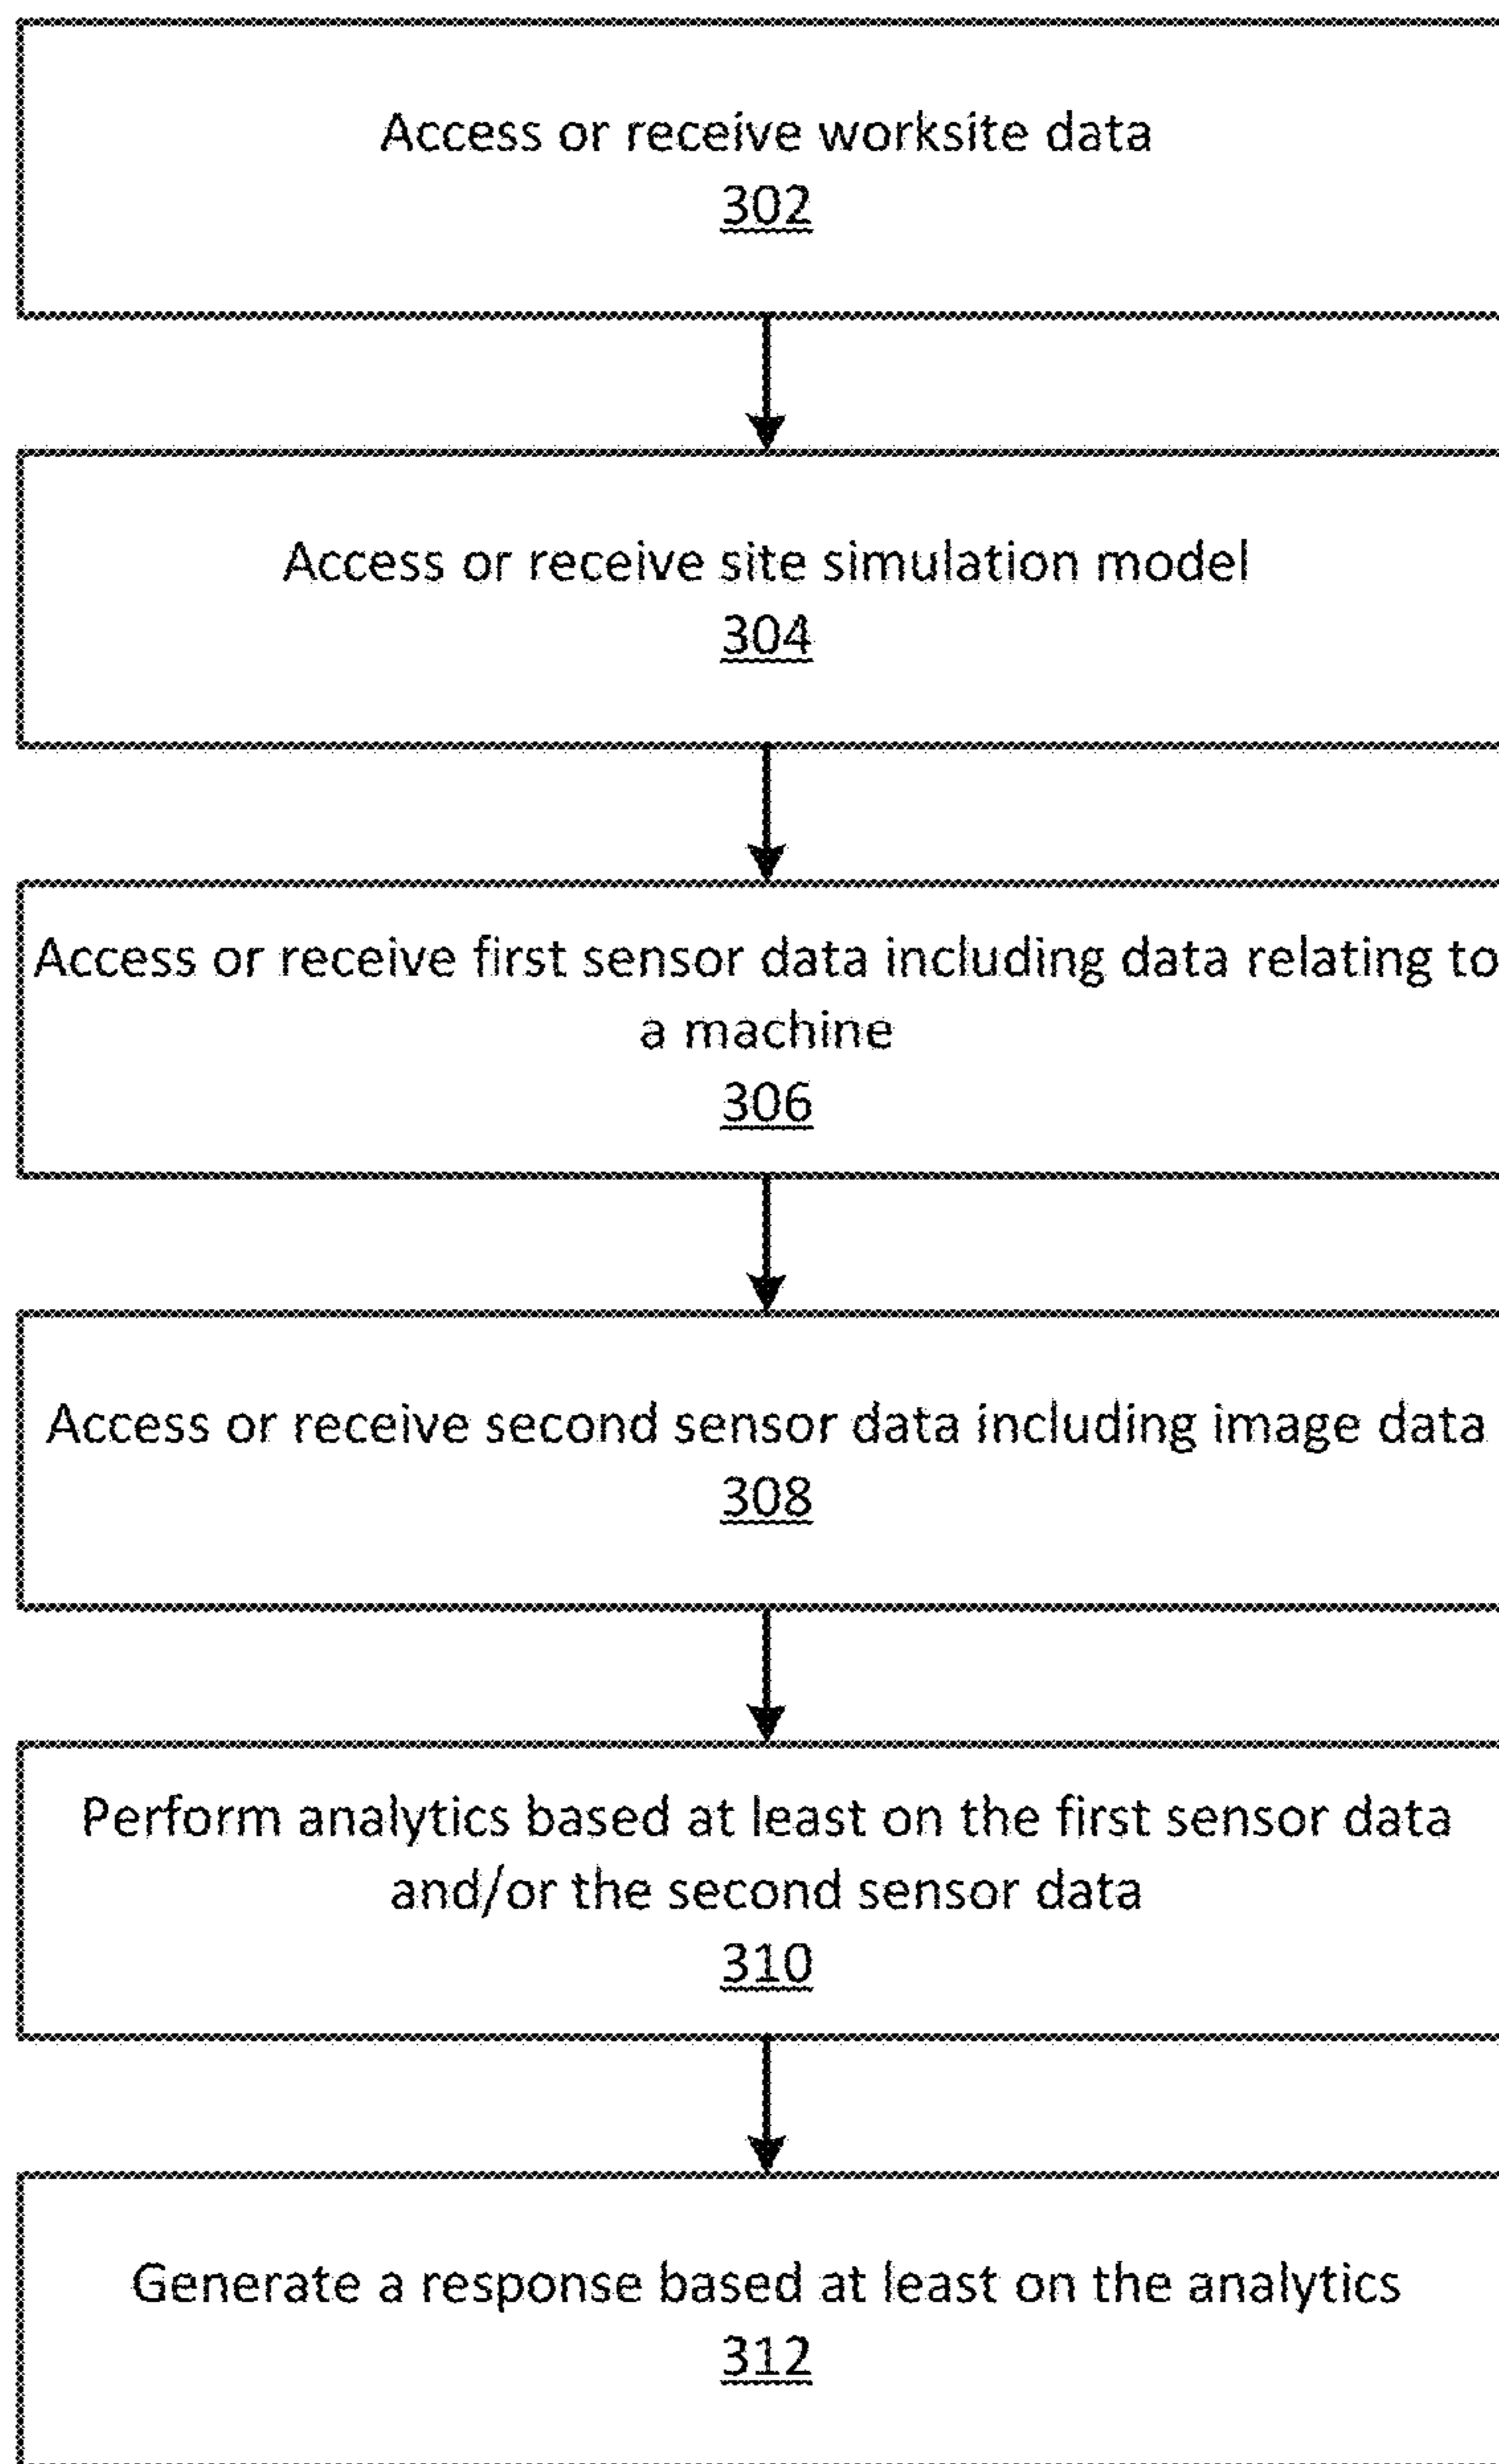 Access or receive worksite data
302
Access or receive site simulation model
304
Access or receive first sensor data including data relating to
a machine
306
Access or receive second sensor data including image data
308
Perform analytics based at least on the first sensor data
and/or the second sensor data
310
Generate a response based at least on the analytics
312